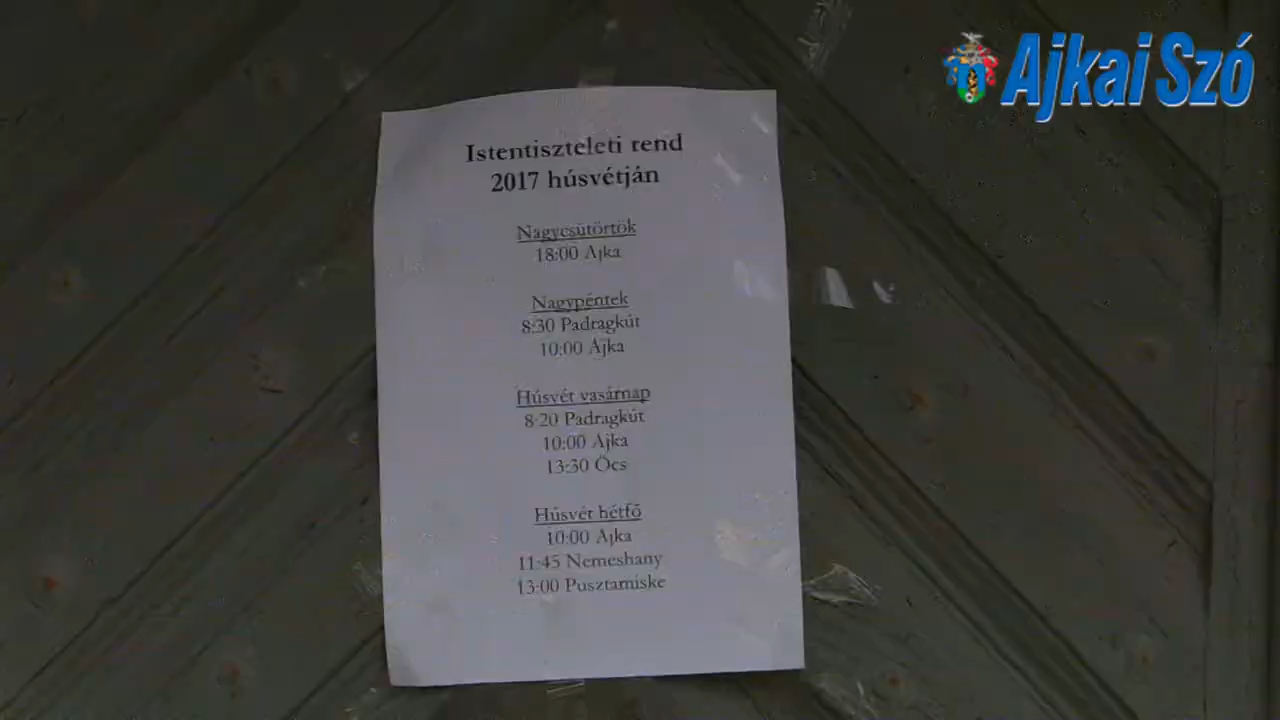 Ajkai Szó
Istentiszteleti rend
2017 húsvétján
Nagycsütörtök
18:00 Ajka
Nagypéntek
8:30 Padragkút
10:00 Ajka
Húsvét vasárnap
8:20 Padragkút
10:00 Ajka
13:30 Öcs
Húsvét hétfő
10:00 Ajka
11:45 Nemeshany
13:00 Pusztamiske